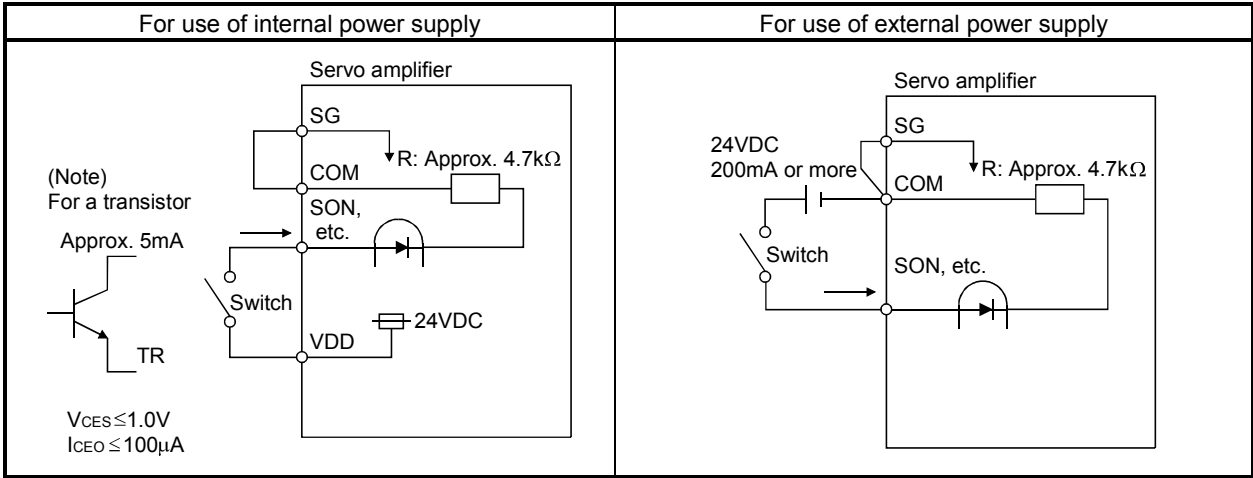 For use of internal power supply
For use of external power supply
Servo amplifier
SG
R: Approx. 4.7kΩ
COM
(Note)
For a transistor
SON,
etc.
Approx. 5mA
Switch
24VDC
VDD
TR
VCES≤1.0V
ICEO≤100μA
Servo amplifier
SG
24VDC
200mA or more
R: Approx. 4.7kΩ
COM
Switch
SON, etc.